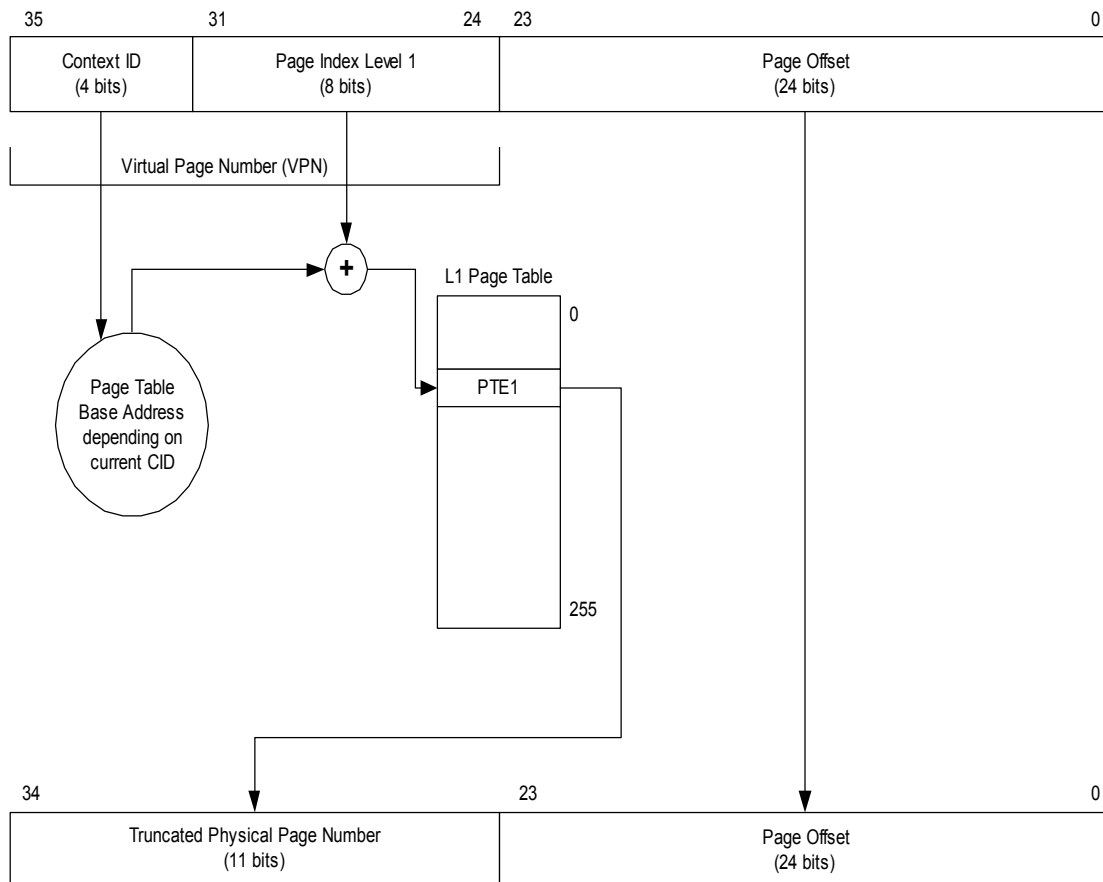 35 31 24 23 0
Context ID
(4 bits)
Page Index Level 1
(8 bits)
Page Offset
(24 bits)
Virtual Page Number (VPN)
+
L1 Page Table
0
PTE1
255
Page Table
Base Address
depending on
current CID
34 23 0
Truncated Physical Page Number
(11 bits)
Page Offset
(24 bits)